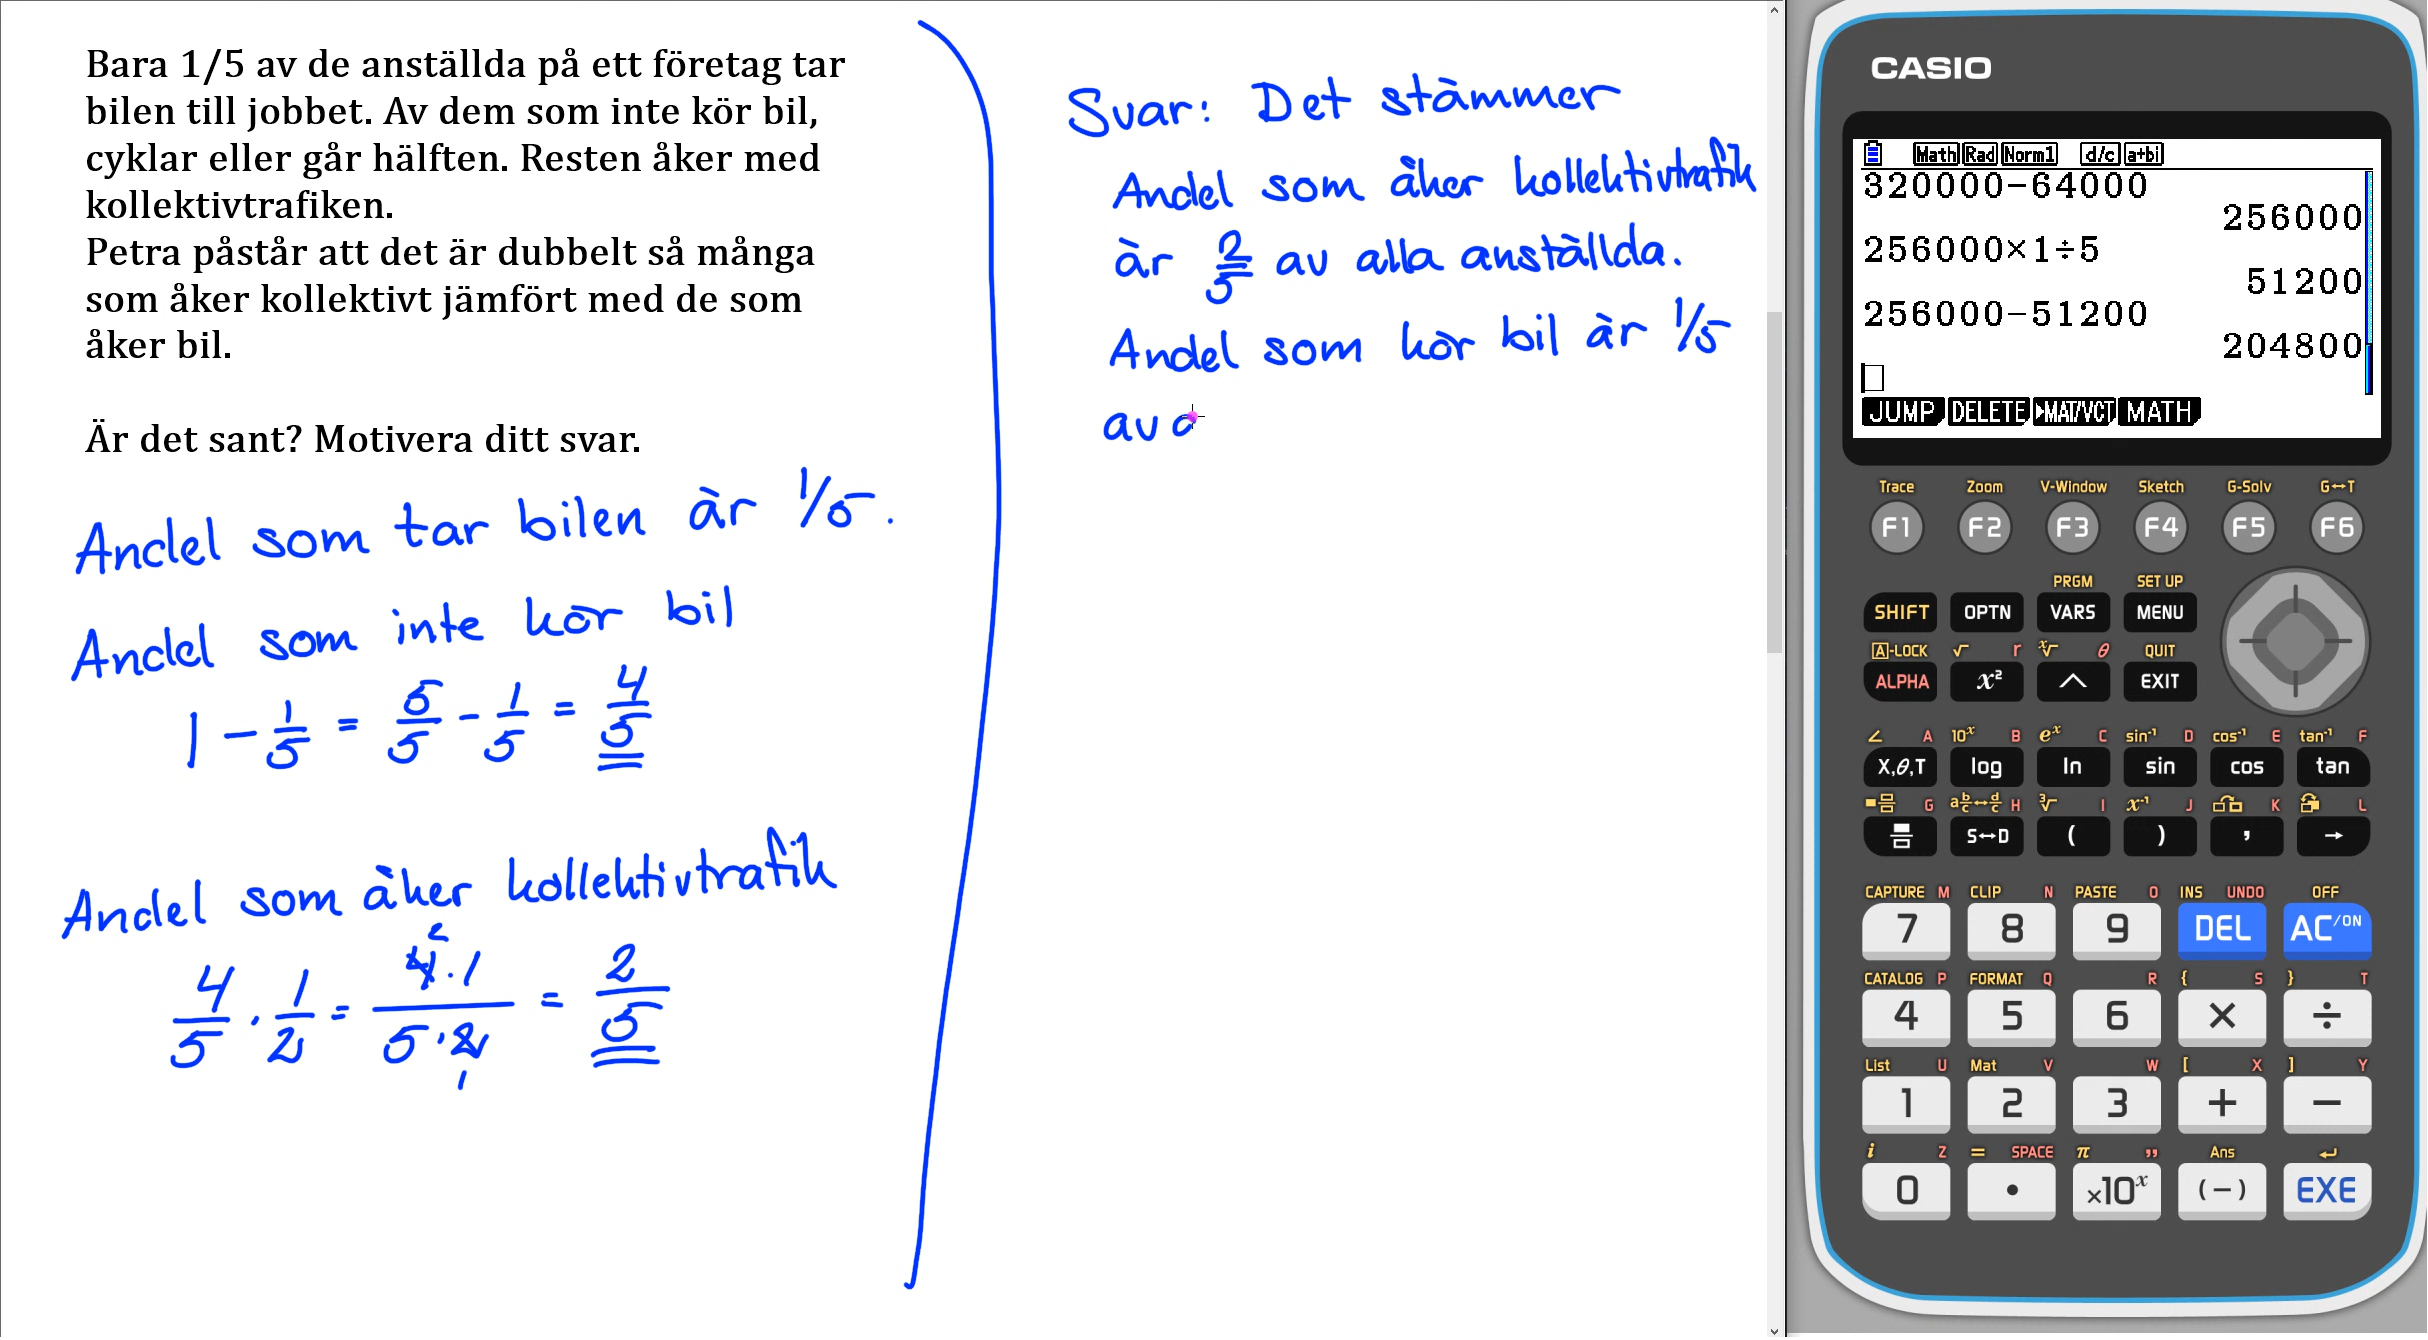 Bara 1/5 av de anställda på ett företag tar
bilen till jobbet. Av dem som inte kör bil,
cyklar eller går hälften. Resten åker med
kollektivtrafiken.
Petra påstår att det är dubbelt så många
som åker kollektivt jämfört med de som
åker bil.
Är det sant? Motivera ditt svar.
Andel som tar bilen är 1/5.
Andel som inte kör bil
1 - 1/5 = 5/5 - 1/5 = 4/5
Andel som åker kollektivtrafik
4/5 · 1/2 = 4·1/5·2 = 2/5
2
1
Svar: Det stämmer
Andel som åker kollektivtrafik
är 2/5 av alla anställda.
Andel som kör bil är 1/5
av a
CASIO
Math Rad Norm1 d/c a+bi
320000-64000
256000
256000×1÷5
51200
256000-51200
204800
JUMP DELETE ▶MAT/VCT MATH
Trace Zoom V-Window Sketch G-Solv G↔T
F1 F2 F3 F4 F5 F6
PRGM SET UP
SHIFT OPTN VARS MENU
A-LOCK √ r ˣ√ θ QUIT
ALPHA x² ^ EXIT
∠ A 10ˣ B eˣ C sin⁻¹ D cos⁻¹ E tan⁻¹ F
X,θ,T log ln sin cos tan
G a b/c↔d/c H ³√ I x⁻¹ J K L
S↔D ( ) , →
CAPTURE M CLIP N PASTE O INS UNDO OFF
7 8 9 DEL AC/ON
CATALOG P FORMAT Q R { S } T
4 5 6 × ÷
List U Mat V W [ X ] Y
1 2 3 + −
i Z = SPACE π " Ans ↵
0 • ×10ˣ (−) EXE